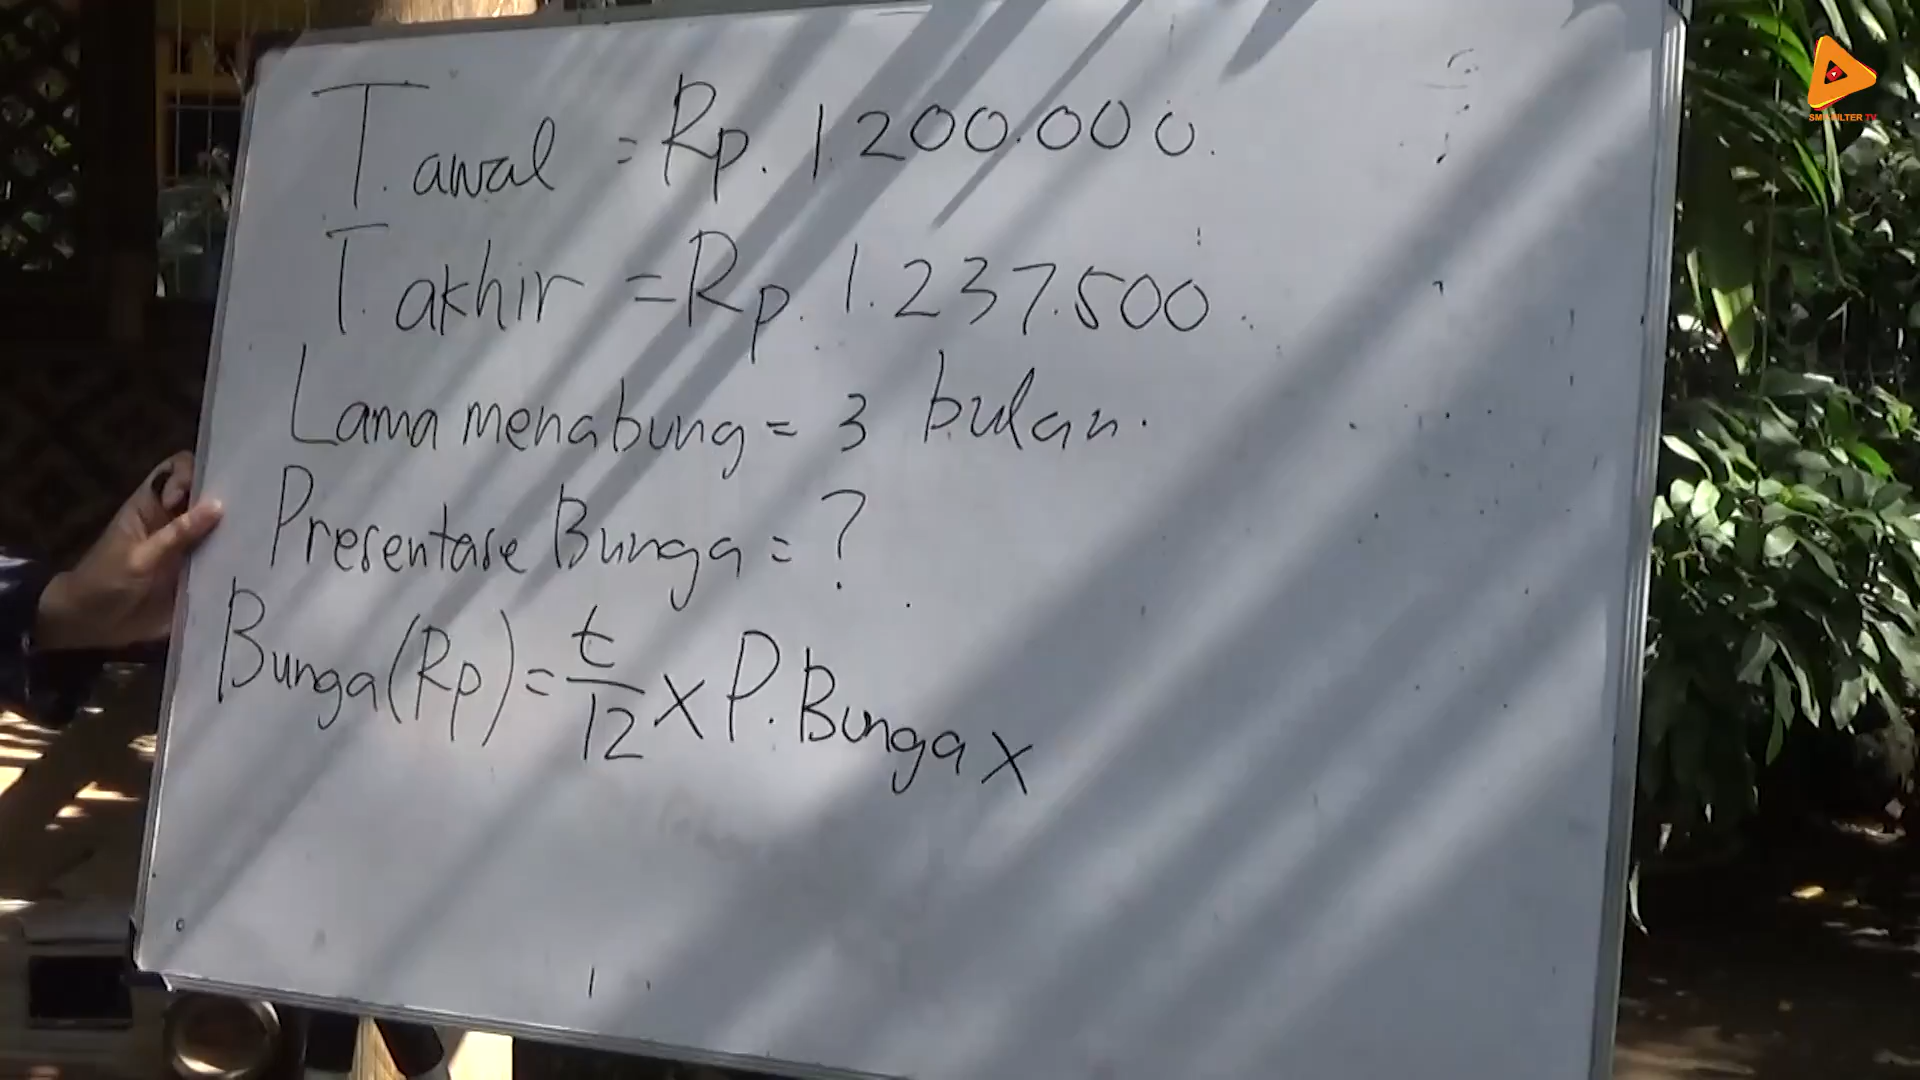 T. awal = Rp. 1.200.000.
T. akhir = Rp. 1.237.500.
Lama menabung = 3 bulan.
Presentase Bunga = ?
Bunga (Rp) = t/12 x P. Bunga x